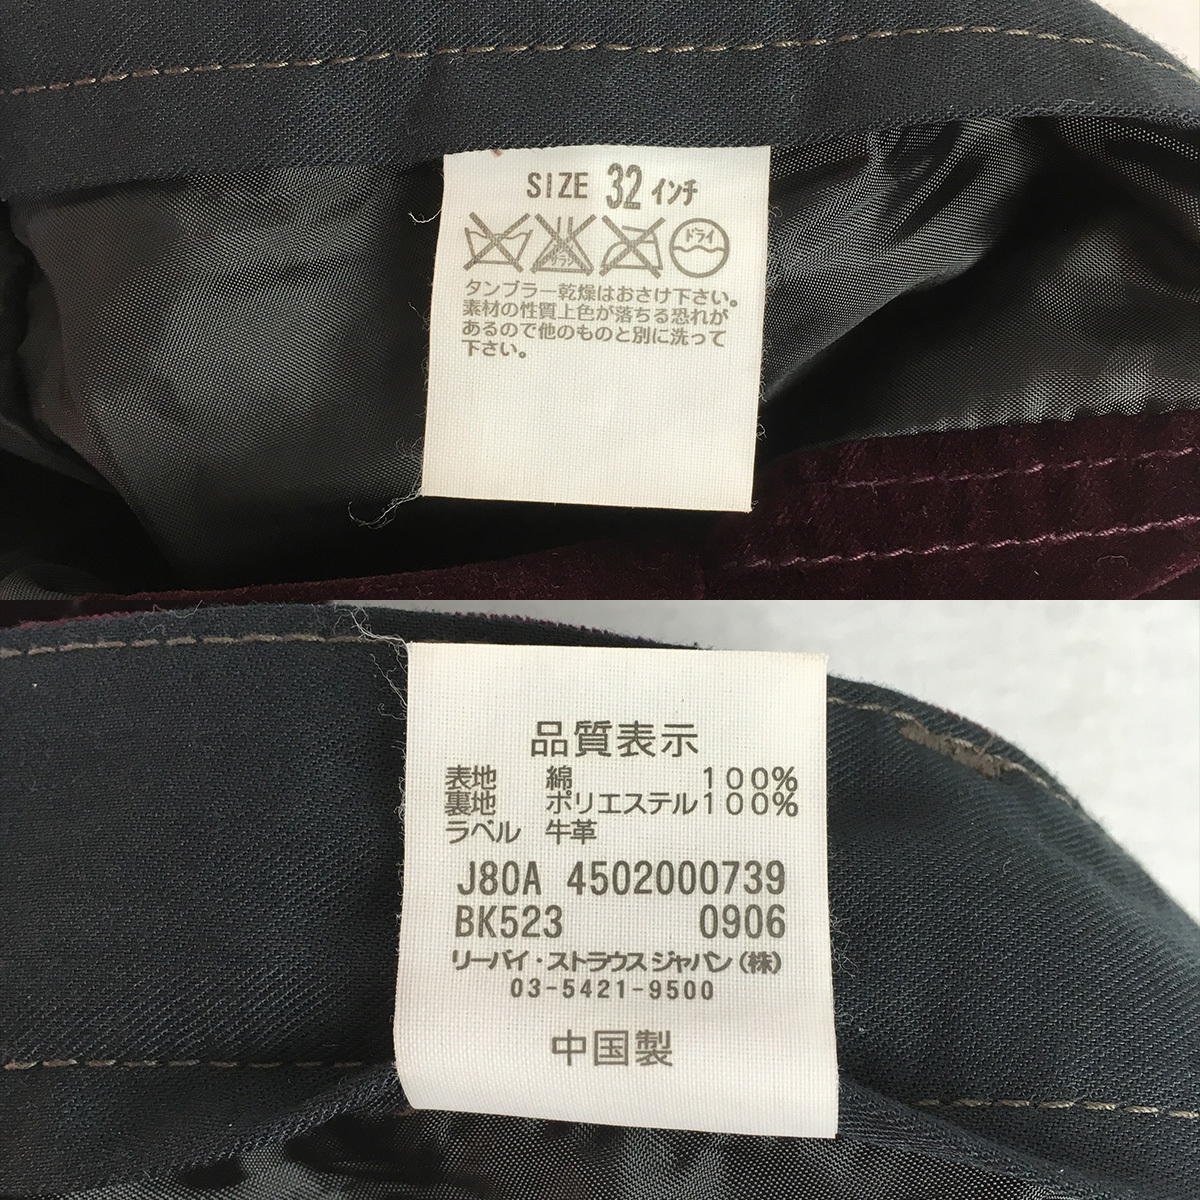 SIZE 32 インチ
サラシ
ドライ
タンブラー乾燥はおさけ下さい。
素材の性質上色が落ちる恐れが
あるので他のものと別に洗って
下さい。
品質表示
表地 綿 100%
裏地 ポリエステル100%
ラベル 牛革
J80A 4502000739
BK523 0906
リーバイ・ストラウスジャパン(株)
03-5421-9500
中国製